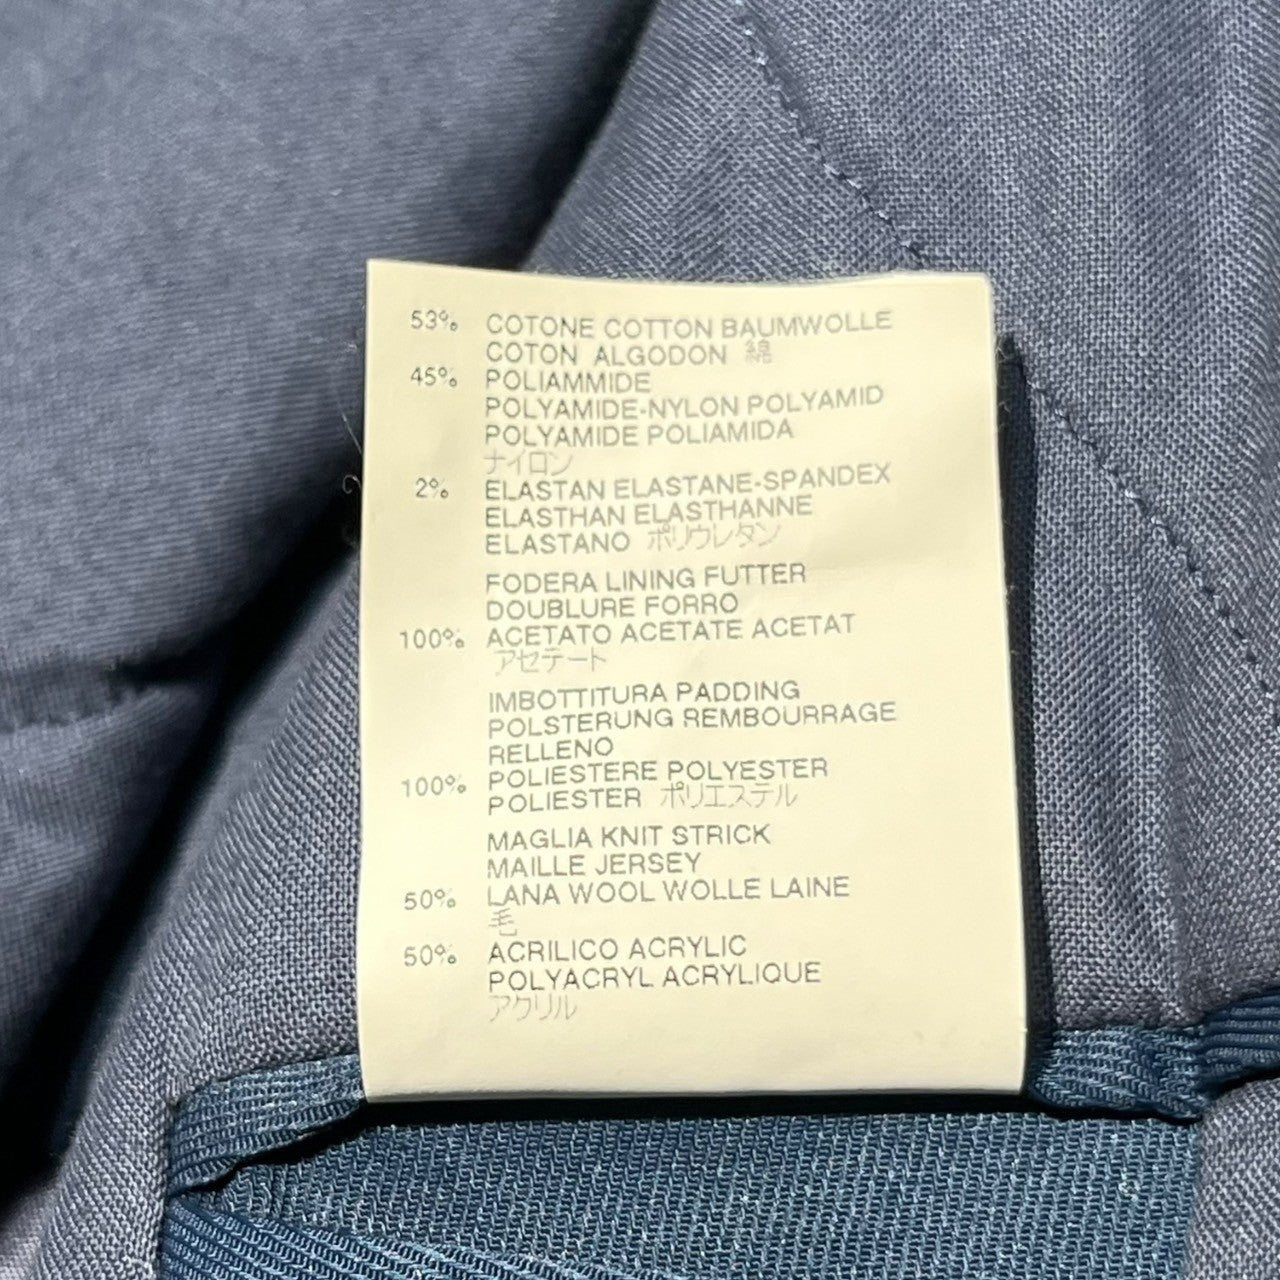 53% COTONE COTTON BAUMWOLLE
COTON ALGODON 綿
45% POLIAMMIDE
POLYAMIDE-NYLON POLYAMID
POLYAMIDE POLIAMIDA
ナイロン
2% ELASTAN ELASTANE-SPANDEX
ELASTHAN ELASTHANNE
ELASTANO ポリウレタン
FODERA LINING FUTTER
DOUBLURE FORRO
100% ACETATO ACETATE ACETAT
アセテート
IMBOTTITURA PADDING
POLSTERUNG REMBOURRAGE
RELLENO
100% POLIESTERE POLYESTER
POLIESTER ポリエステル
MAGLIA KNIT STRICK
MAILLE JERSEY
50% LANA WOOL WOLLE LAINE
毛
50% ACRILICO ACRYLIC
POLYACRYL ACRYLIQUE
アクリル